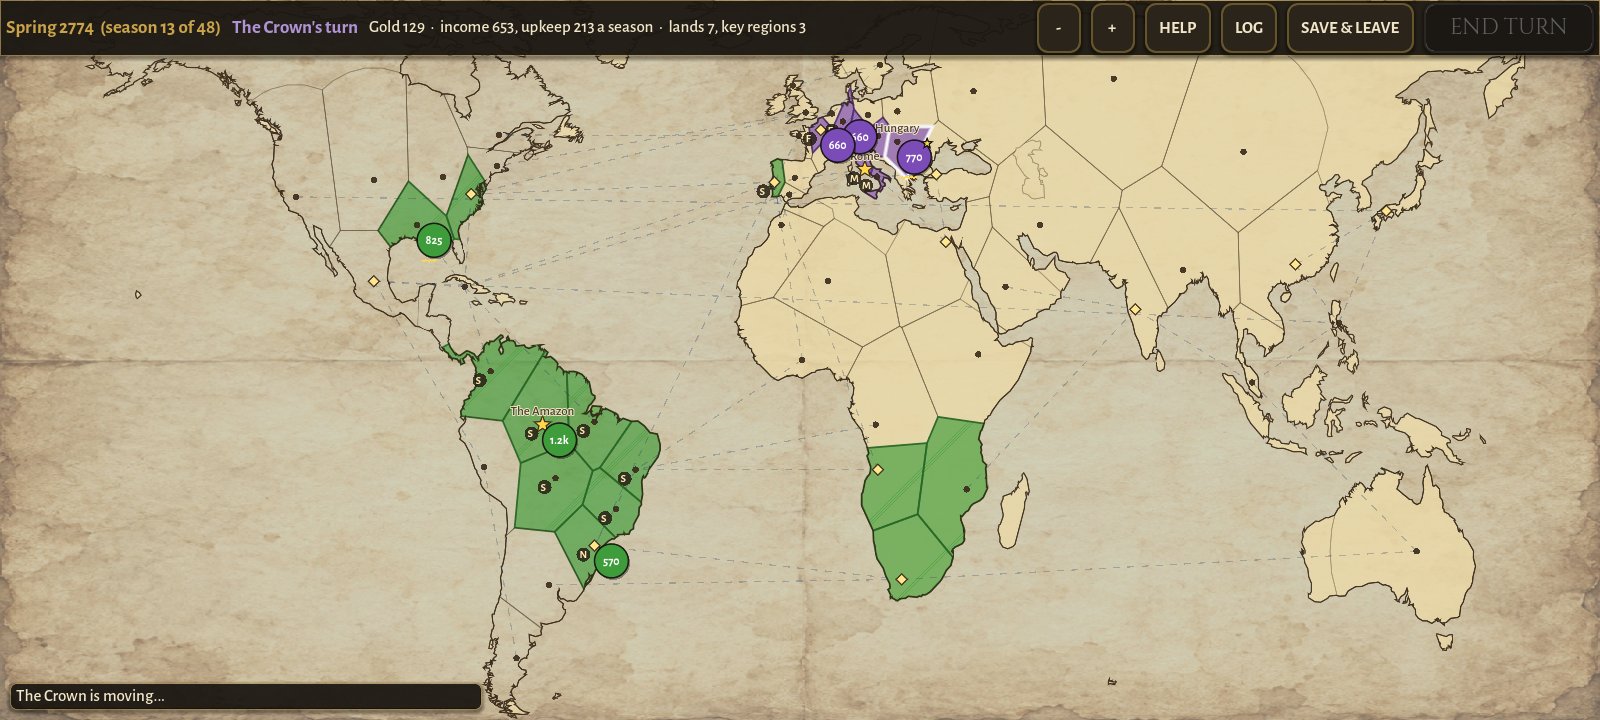 Spring 2774 (season 13 of 48) The Crown's turn Gold 129 · income 653, upkeep 213 a season · lands 7, key regions 3
- + HELP LOG SAVE & LEAVE END TURN
Hungary
F
660
660
770
Rome
M
M
S
825
S
The Amazon
S
1.2k
S
S
S
S
N
570
The Crown is moving...